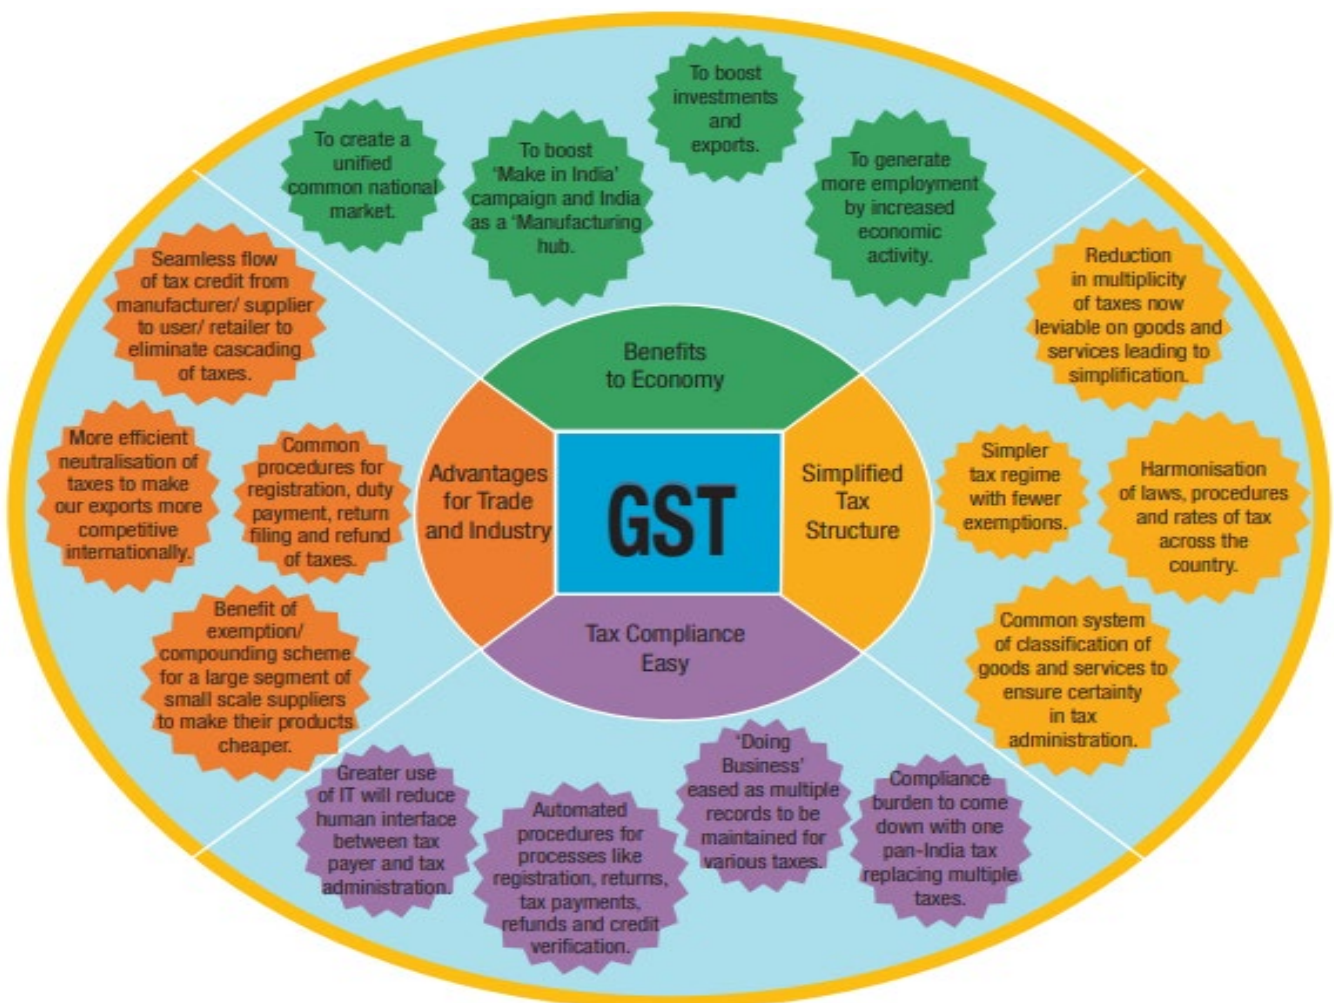 To boost
investments
and
exports.
To create a
unified
common national
market.
To boost
‘Make in India’
campaign and India
as a ‘Manufacturing
hub.
To generate
more employment
by increased
economic
activity.
Seamless flow
of tax credit from
manufacturer/ supplier
to user/ retailer to
eliminate cascading
of taxes.
Reduction
in multiplicity
of taxes now
leviable on goods and
services leading to
simplification.
Benefits
to Economy
More efficient
neutralisation of
taxes to make
our exports more
competitive
internationally.
Common
procedures for
registration, duty
payment, return
filing and refund
of taxes.
Advantages
for Trade
and Industry
GST
Simplified
Tax
Structure
Simpler
tax regime
with fewer
exemptions.
Harmonisation
of laws, procedures
and rates of tax
across the
country.
Benefit of
exemption/
compounding scheme
for a large segment of
small scale suppliers
to make their products
cheaper.
Tax Compliance
Easy
Common system
of classification of
goods and services to
ensure certainty
in tax
administration.
Greater use
of IT will reduce
human interface
between tax
payer and tax
administration.
Automated
procedures for
processes like
registration, returns,
tax payments,
refunds and credit
verification.
‘Doing
Business’
eased as multiple
records to be
maintained for
various taxes.
Compliance
burden to come
down with one
pan-India tax
replacing multiple
taxes.